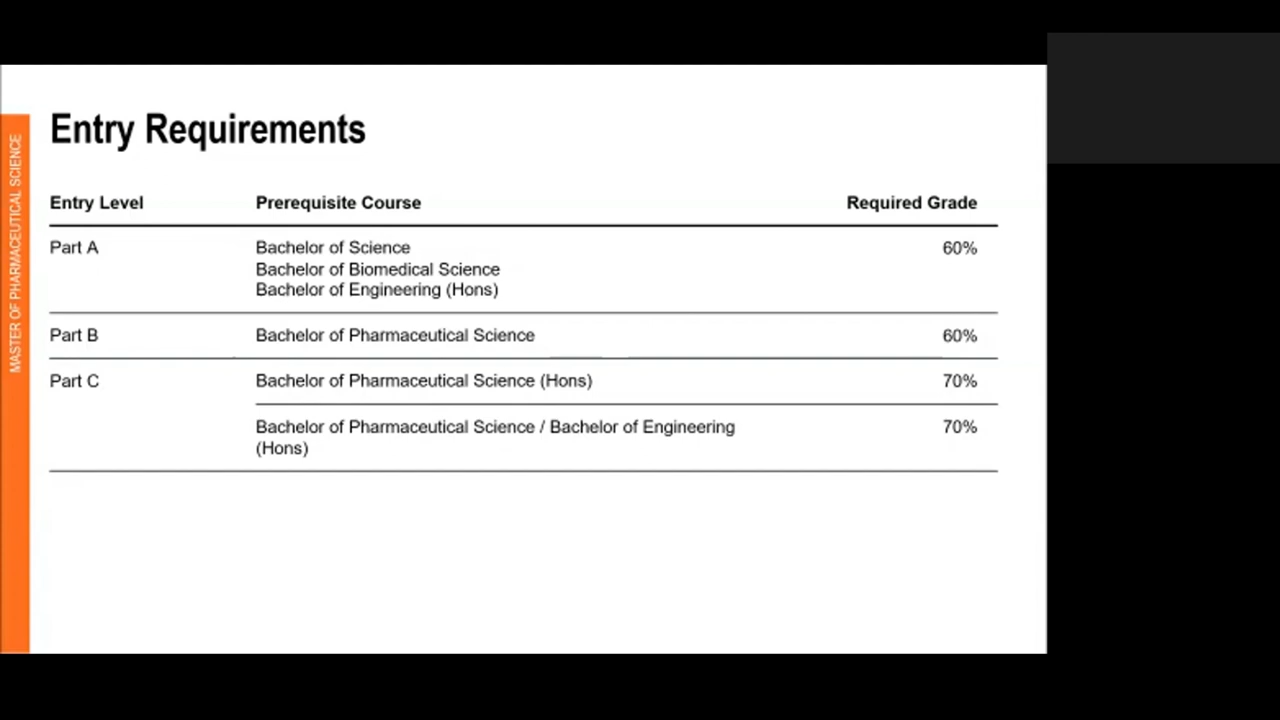 Entry Requirements
MASTER OF PHARMACEUTICAL SCIENCE
Entry Level Prerequisite Course Required Grade
Part A Bachelor of Science 60%
Bachelor of Biomedical Science
Bachelor of Engineering (Hons)
Part B Bachelor of Pharmaceutical Science 60%
Part C Bachelor of Pharmaceutical Science (Hons) 70%
Bachelor of Pharmaceutical Science / Bachelor of Engineering 70%
(Hons)